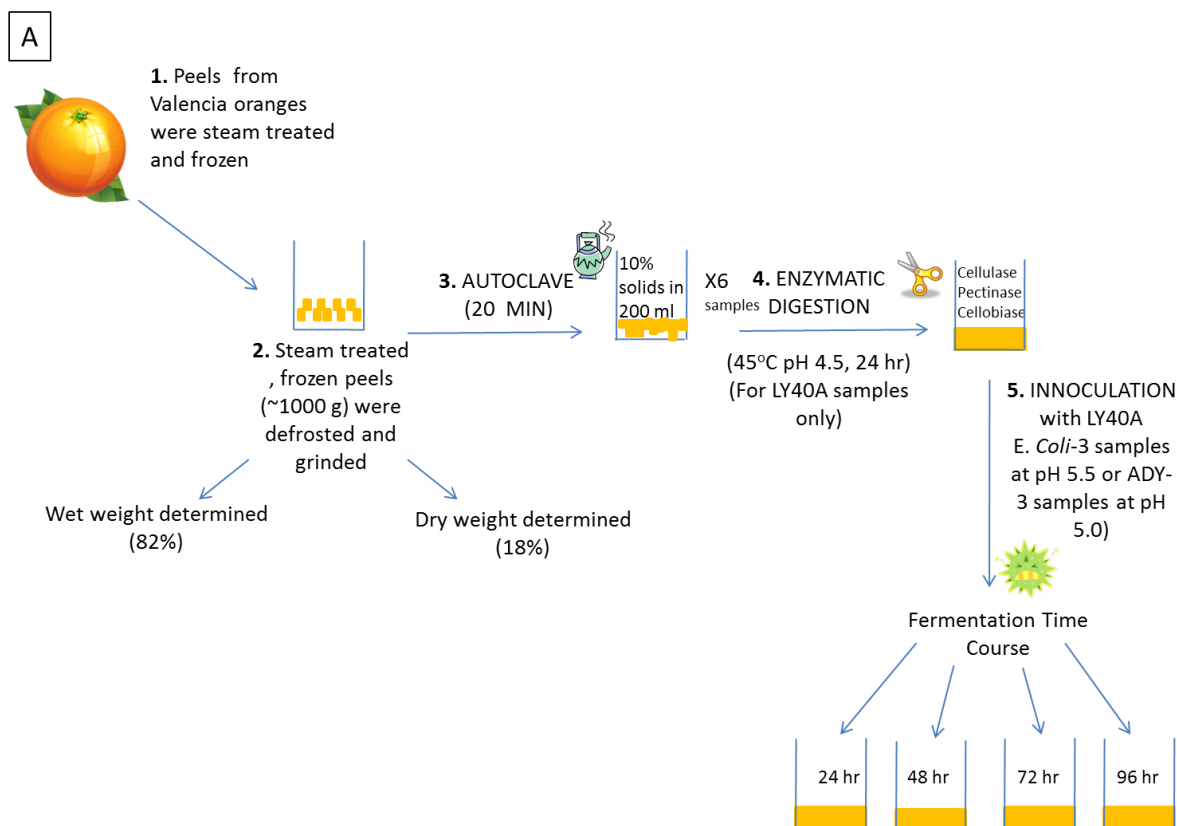 A
1. Peels from
Valencia oranges
were steam treated
and frozen
2. Steam treated
, frozen peels
(~1000 g) were
defrosted and
grinded
Wet weight determined
(82%)
Dry weight determined
(18%)
3. AUTOCLAVE
(20 MIN)
10%
solids in
200 ml
X6
samples
4. ENZYMATIC
DIGESTION
(45°C pH 4.5, 24 hr)
(For LY40A samples
only)
Cellulase
Pectinase
Cellobiase
5. INNOCULATION
with LY40A
E. Coli-3 samples
at pH 5.5 or ADY-
3 samples at pH
5.0)
Fermentation Time
Course
24 hr
48 hr
72 hr
96 hr